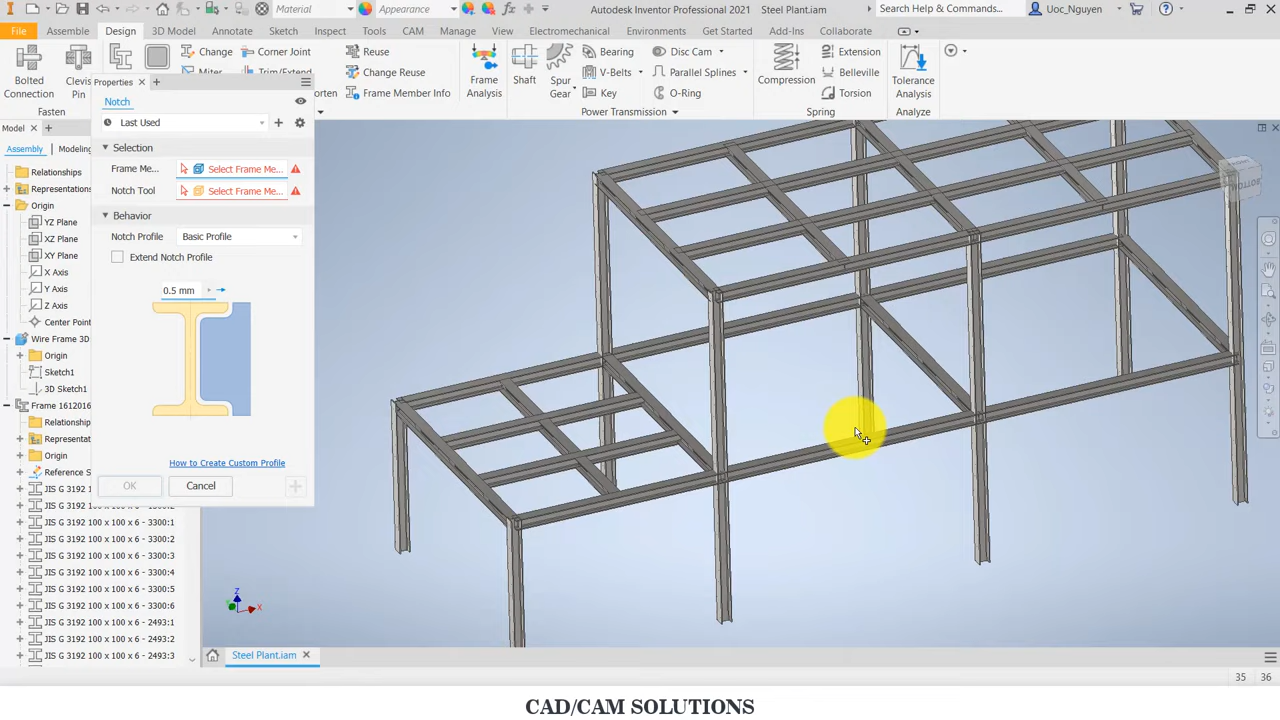 Material
Appearance
Autodesk Inventor Professional 2021 Steel Plant.iam
Search Help & Commands...
Uoc_Nguyen
File Assembly Design 3D Model Annotate Sketch Inspect Tools CAM Manage View Electromechanical Environments Get Started Add-Ins Collaborate
Bolted Connection
Clevis Pin
Change
Corner Joint
Reuse
Change Reuse
Frame Member Info
Frame Analysis
Shaft
Spur Gear
Bearing
V-Belts
Key
Disc Cam
Parallel Splines
O-Ring
Compression
Extension
Belleville
Torsion
Tolerance Analysis
Fasten
Power Transmission
Spring
Analyze
Properties
Notch
Last Used
Selection
Frame Me...
Select Frame Me...
Notch Tool
Select Frame Me...
Behavior
Notch Profile
Basic Profile
Extend Notch Profile
0.5 mm
How to Create Custom Profile
OK
Cancel
Model
Assembly
Modeling
Relationships
Representations
Origin
YZ Plane
XZ Plane
XY Plane
X Axis
Y Axis
Z Axis
Center Point
Wire Frame 3D
Origin
Sketch1
3D Sketch1
Frame 1612016
Relationship
Representat
Origin
Reference S
JIS G 3192 100 x 100 x 6 - 3300:1
JIS G 3192 100 x 100 x 6 - 3300:2
JIS G 3192 100 x 100 x 6 - 3300:3
JIS G 3192 100 x 100 x 6 - 3300:4
JIS G 3192 100 x 100 x 6 - 3300:5
JIS G 3192 100 x 100 x 6 - 3300:6
JIS G 3192 100 x 100 x 6 - 2493:1
JIS G 3192 100 x 100 x 6 - 2493:2
JIS G 3192 100 x 100 x 6 - 2493:3
Z
X
BOTTOM
Steel Plant.iam
35 36
CAD/CAM SOLUTIONS